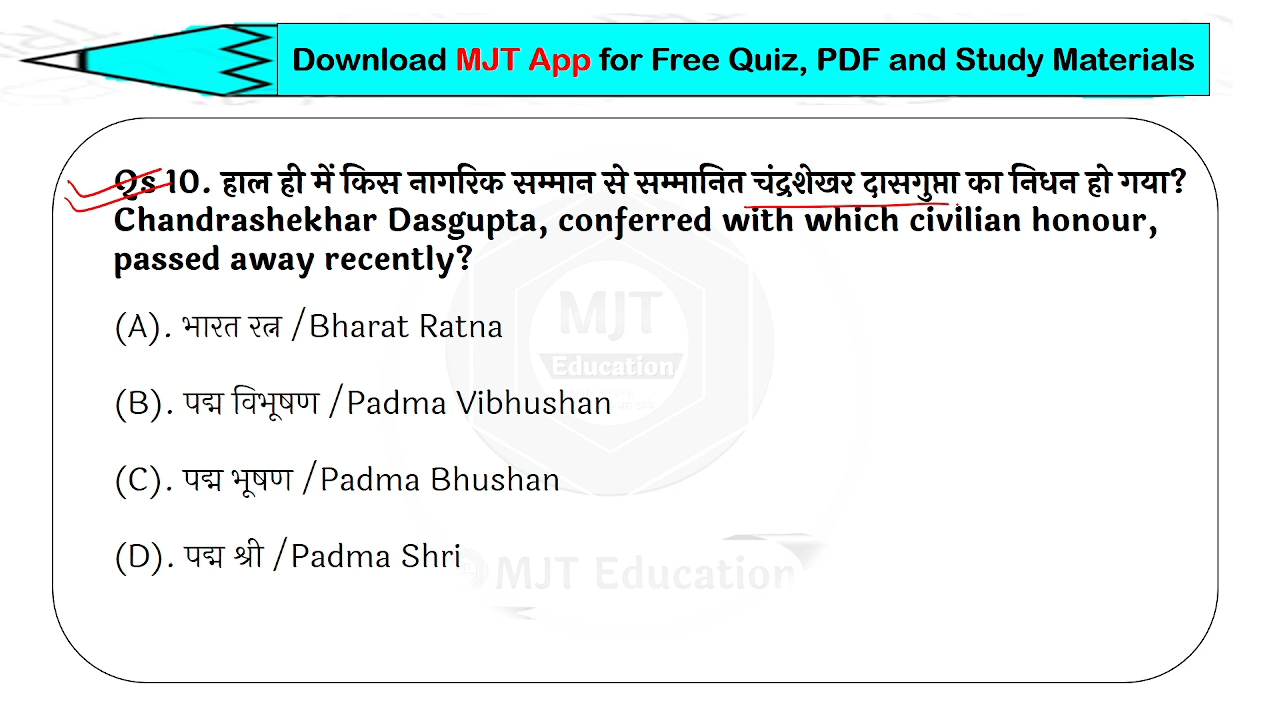 Download MJT App for Free Quiz, PDF and Study Materials
Qs 10. हाल ही में किस नागरिक सम्मान से सम्मानित चंद्रशेखर दासगुप्ता का निधन हो गया?
Chandrashekhar Dasgupta, conferred with which civilian honour,
passed away recently?
MJT
(A). भारत रत्न /Bharat Ratna
Education
(B). पद्म विभूषण /Padma Vibhushan
(C). पद्म भूषण /Padma Bhushan
(D). पद्म श्री /Padma Shri
MJT Education